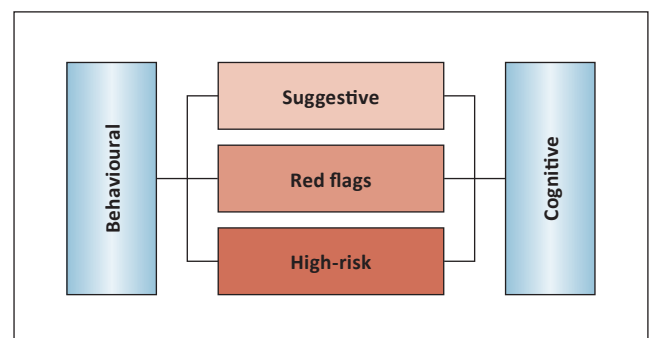 Behavioural
Suggestive
Red flags
High-risk
Cognitive